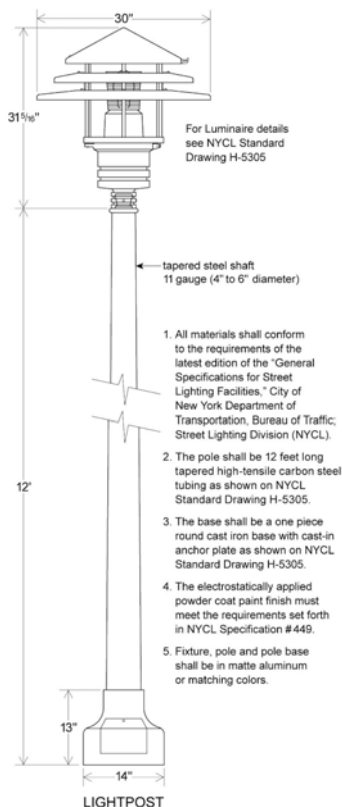 30"
31 5/16"
For Luminaire details
see NYCL Standard
Drawing H-5305
tapered steel shaft
11 gauge (4" to 6" diameter)
1. All materials shall conform
to the requirements of the
latest edition of the "General
Specifications for Street
Lighting Facilities," City of
New York Department of
Transportation, Bureau of Traffic;
Street Lighting Division (NYCL).
2. The pole shall be 12 feet long
tapered high-tensile carbon steel
tubing as shown on NYCL
Standard Drawing H-5305.
3. The base shall be a one piece
round cast iron base with cast-in
anchor plate as shown on NYCL
Standard Drawing H-5305.
4. The electrostatically applied
powder coat paint finish must
meet the requirements set forth
in NYCL Specification #449.
5. Fixture, pole and pole base
shall be in matte aluminum
or matching colors.
12'
13"
14"
LIGHTPOST